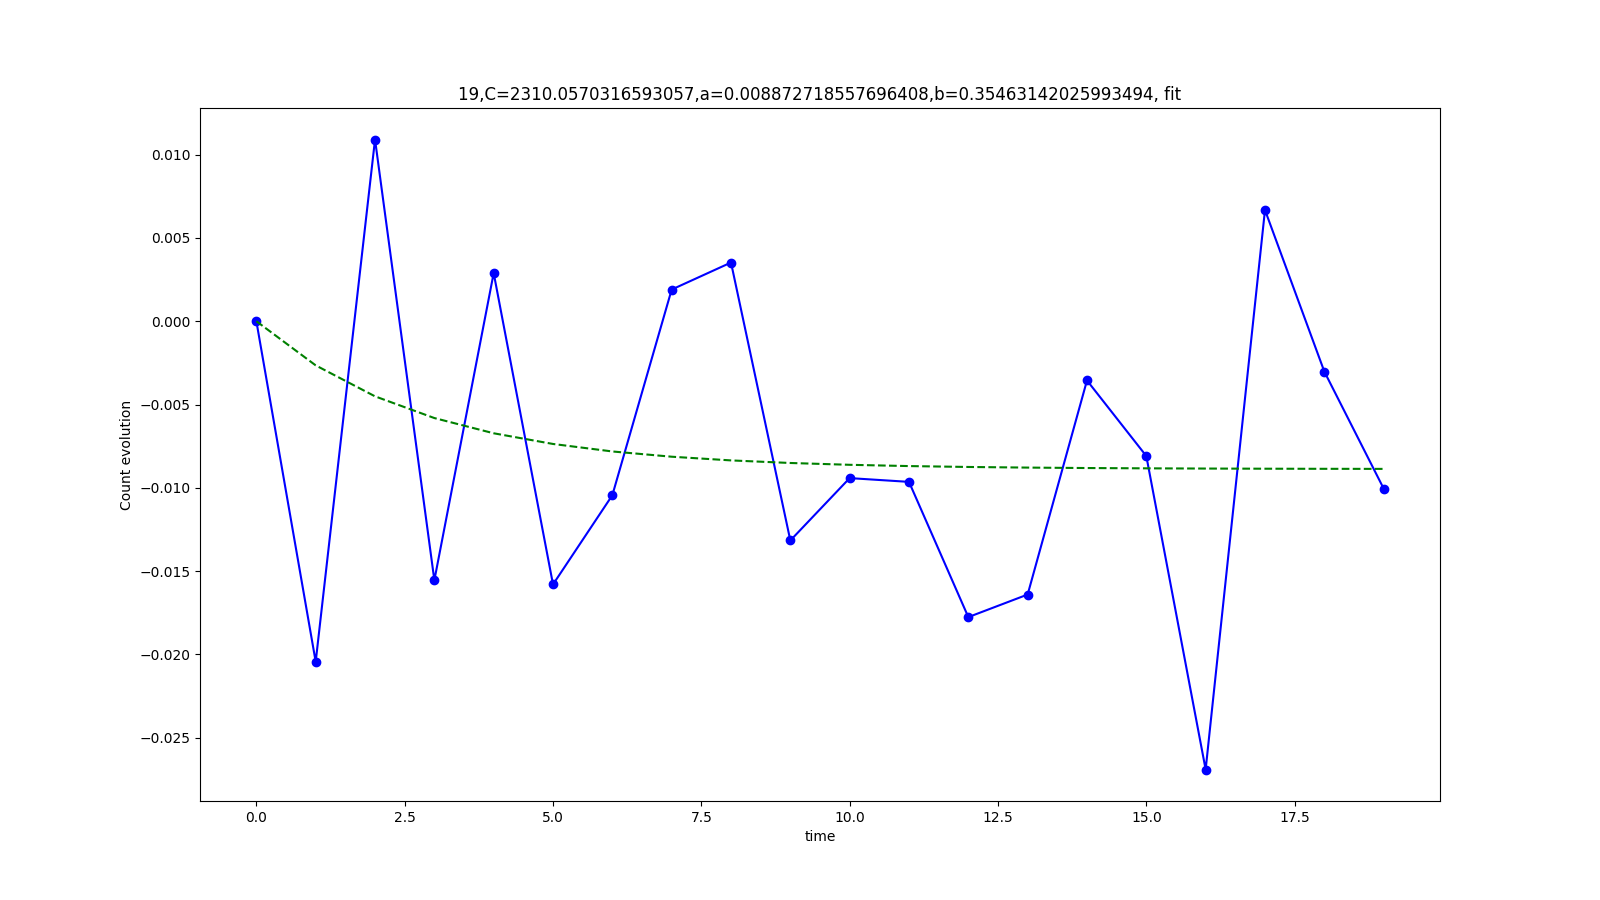 19,C=2310.0570316593057,a=0.008872718557696408,b=0.35463142025993494, fit
0.010
0.005
0.000
−0.005
−0.010
−0.015
−0.020
−0.025
Count evolution
0.0 2.5 5.0 7.5 10.0 12.5 15.0 17.5
time